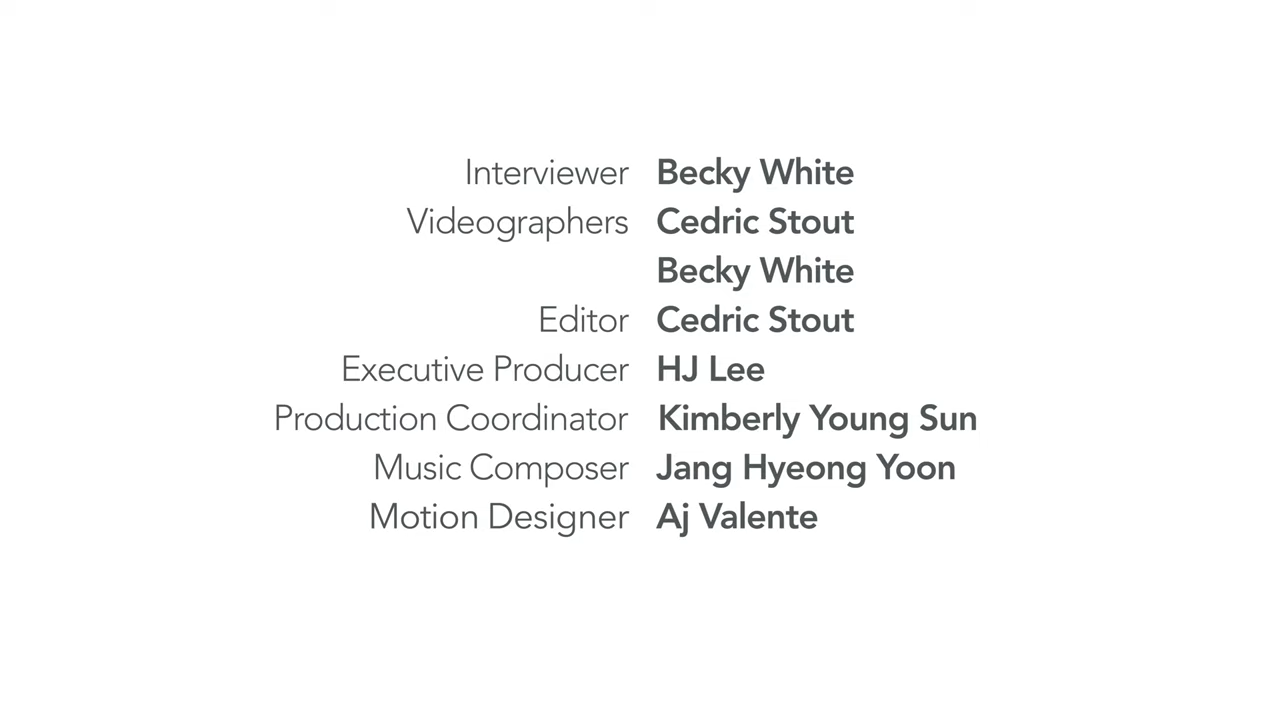 Interviewer Becky White
Videographers Cedric Stout
Becky White
Editor Cedric Stout
Executive Producer HJ Lee
Production Coordinator Kimberly Young Sun
Music Composer Jang Hyeong Yoon
Motion Designer Aj Valente